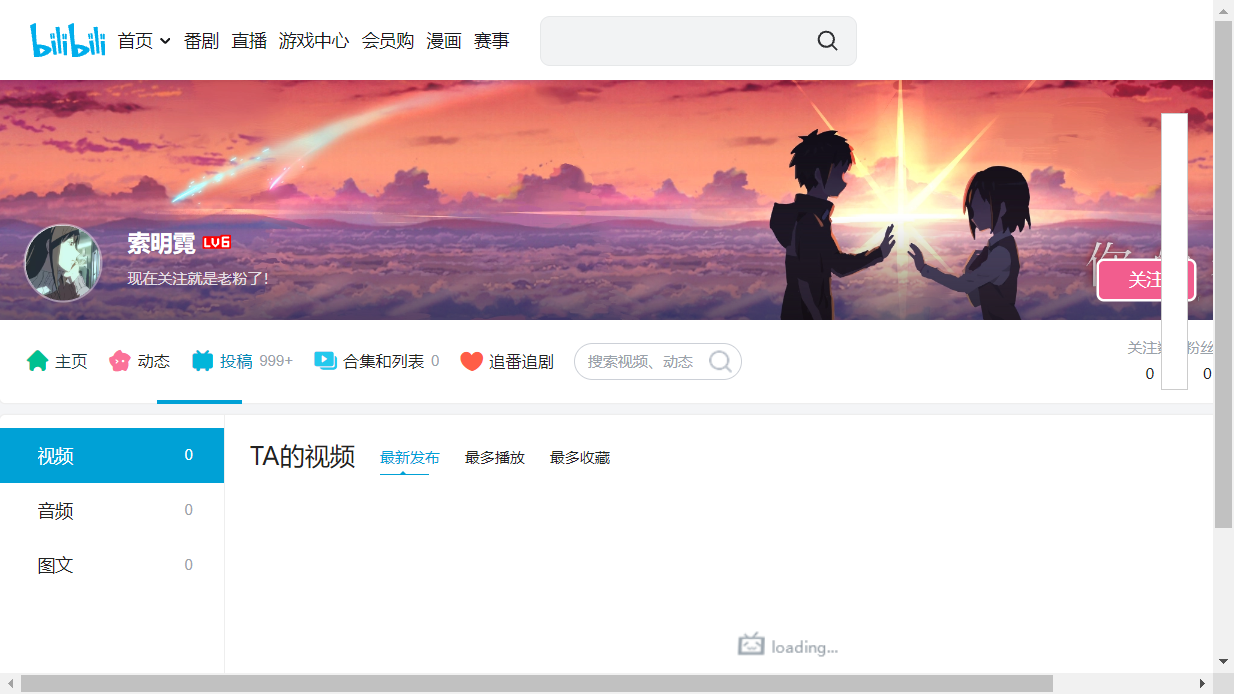 bilibili 首页 番剧 直播 游戏中心 会员购 漫画 赛事
索明霓 LV6
现在关注就是老粉了!
关注
主页 动态 投稿 999+ 合集和列表 0 追番追剧 搜索视频、动态
关注 粉丝
0 0
视频 0
音频 0
图文 0
TA的视频 最新发布 最多播放 最多收藏
loading...